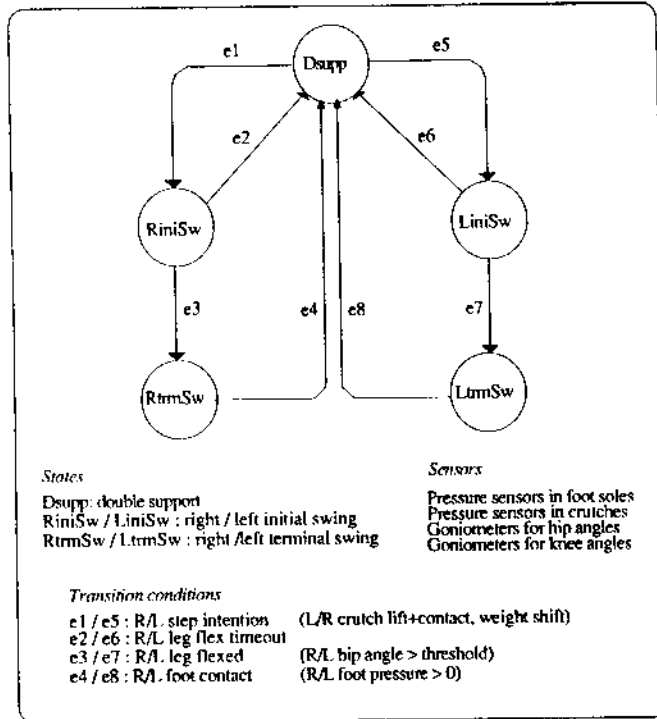 Dsupp
e1
e5
e2
e6
RiniSw
LiniSw
e3
e4
e8
e7
RtrmSw
LtrmSw
States
Dsupp: double support
RiniSw / LiniSw : right / left initial swing
RtrmSw / LtrmSw : right /left terminal swing
Sensors
Pressure sensors in foot soles
Pressure sensors in crutches
Goniometers for hip angles
Goniometers for knee angles
Transition conditions
e1 / e5 : R/L step intention (L/R crutch lift+contact, weight shift)
e2 / e6 : R/L leg flex timeout
e3 / e7 : R/L leg flexed (R/L hip angle > threshold)
e4 / e8 : R/L foot contact (R/L foot pressure > 0)